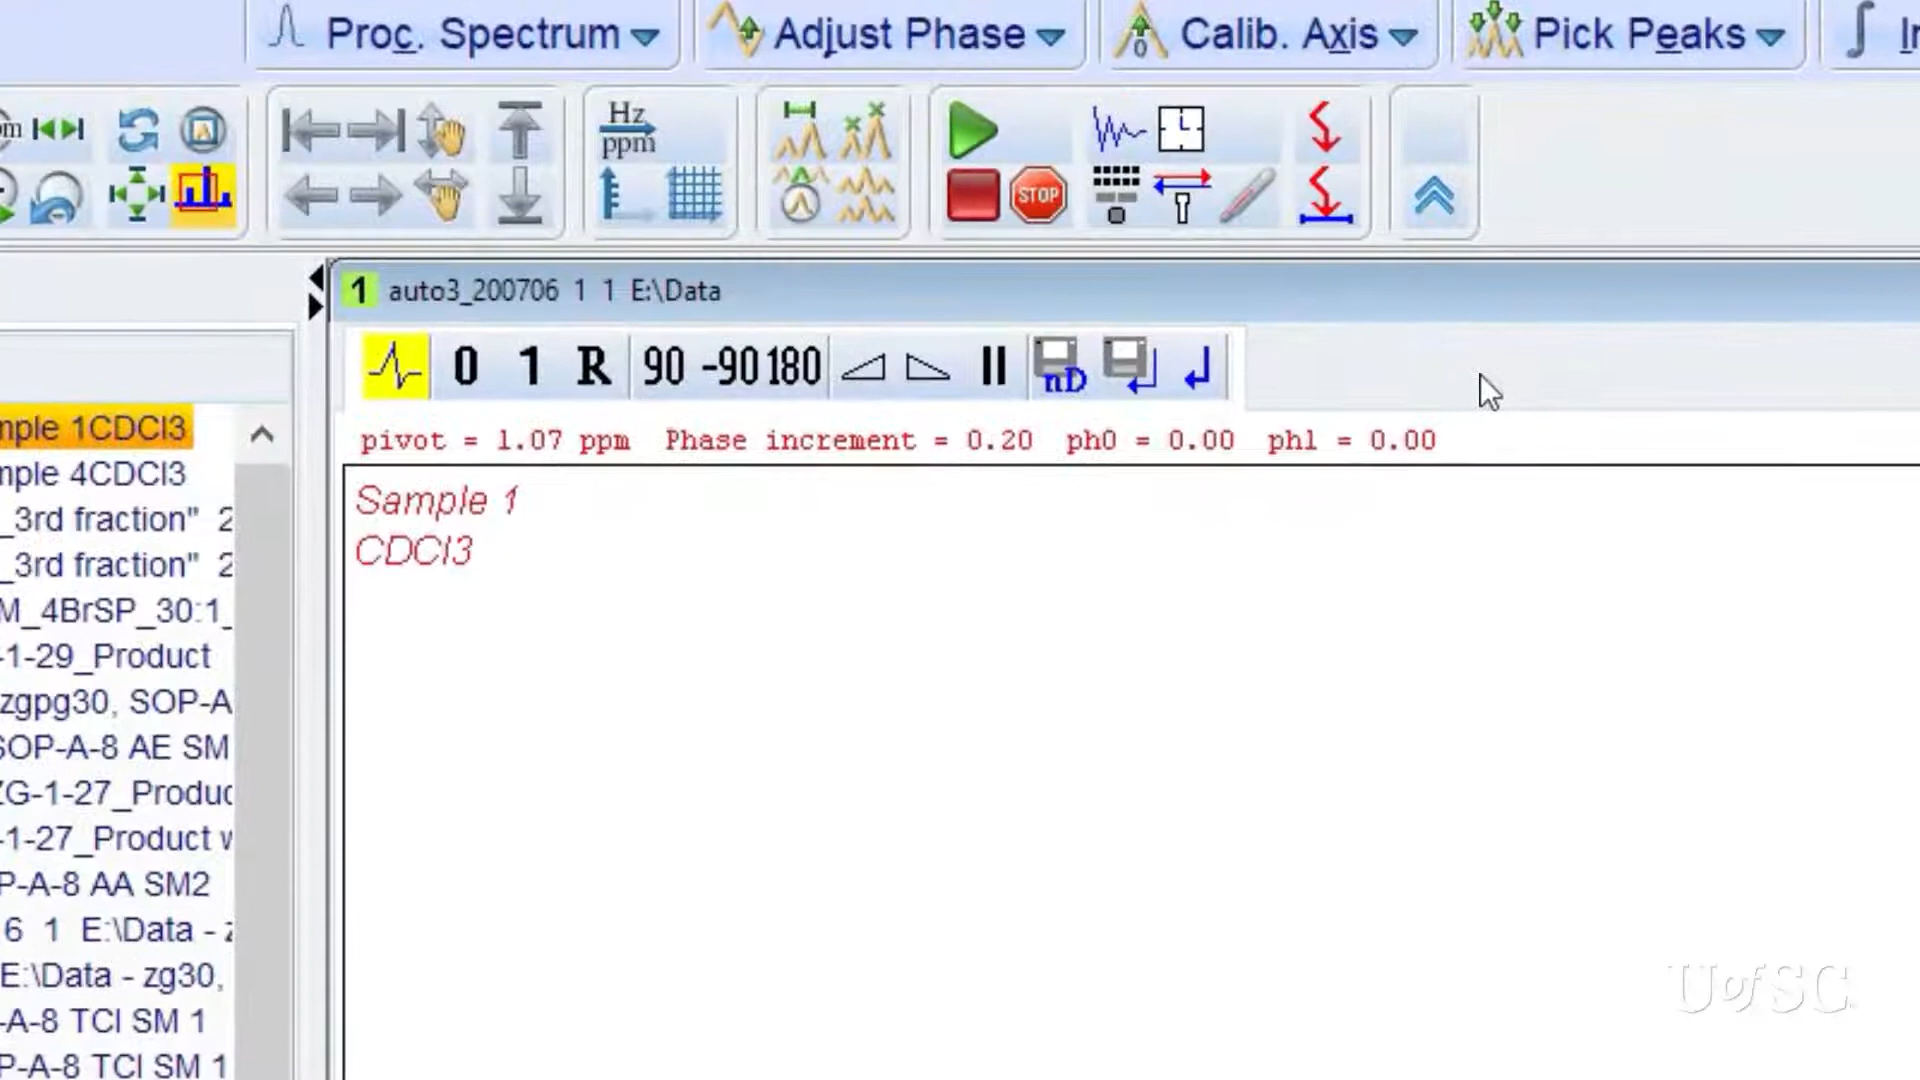 Proc. Spectrum
Adjust Phase
Calib. Axis
Pick Peaks
Hz
ppm
STOP
1 auto3_200706 1 1 E:\Data
0 1 R 90 -90 180 nD
pivot = 1.07 ppm Phase increment = 0.20 ph0 = 0.00 ph1 = 0.00
Sample 1
CDCl3
mple 1CDCl3
mple 4CDCl3
_3rd fraction" 2
_3rd fraction" 2
M_4BrSP_30:1_
-1-29_Product
zgpg30, SOP-A
SOP-A-8 AE SM
ZG-1-27_Produc
-1-27_Product w
P-A-8 AA SM2
6 1 E:\Data - z
E:\Data - zg30,
-A-8 TCI SM 1
P-A-8 TCI SM 1
UofSC